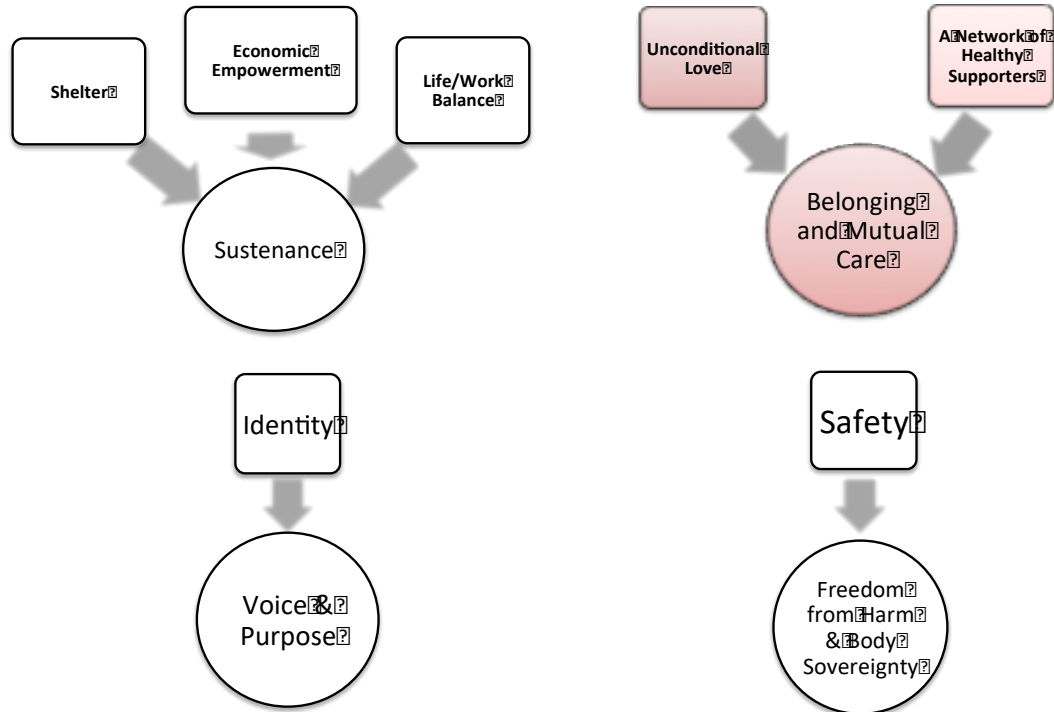 Shelter⍰
Economic⍰
Empowerment⍰
Life/Work⍰
Balance⍰
Sustenance⍰
Unconditional⍰
Love⍰
A⍰Network⍰of⍰
Healthy⍰
Supporters⍰
Belonging⍰
and⍰Mutual⍰
Care⍰
Identity⍰
Voice⍰&⍰
Purpose⍰
Safety⍰
Freedom⍰
from⍰Harm⍰
&⍰Body⍰
Sovereignty⍰